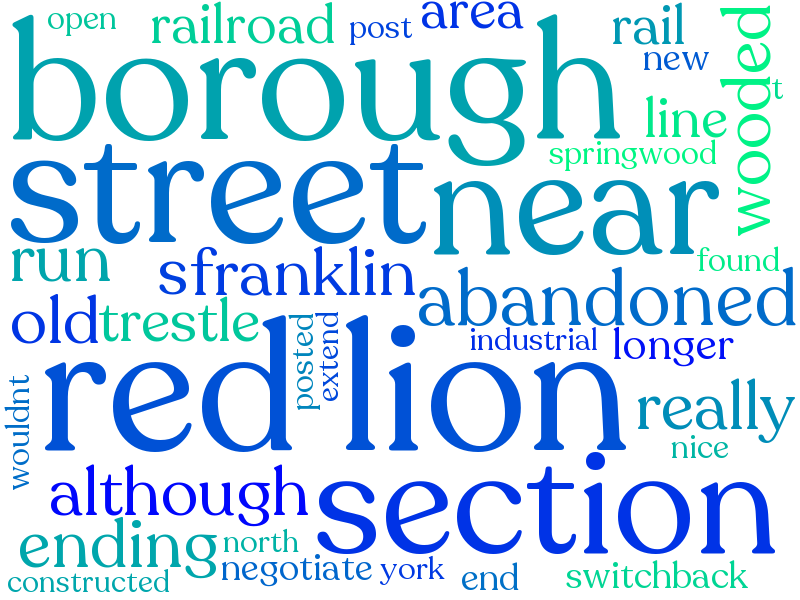 open
railroad
post
area
rail
new
wooded
t
borough
line
springwood
street
near
found
run
s
franklin
abandoned
old
trestle
posted
extend
industrial
longer
red lion
wouldnt
really
nice
although
section
ending
north
negotiate
york
end
switchback
constructed